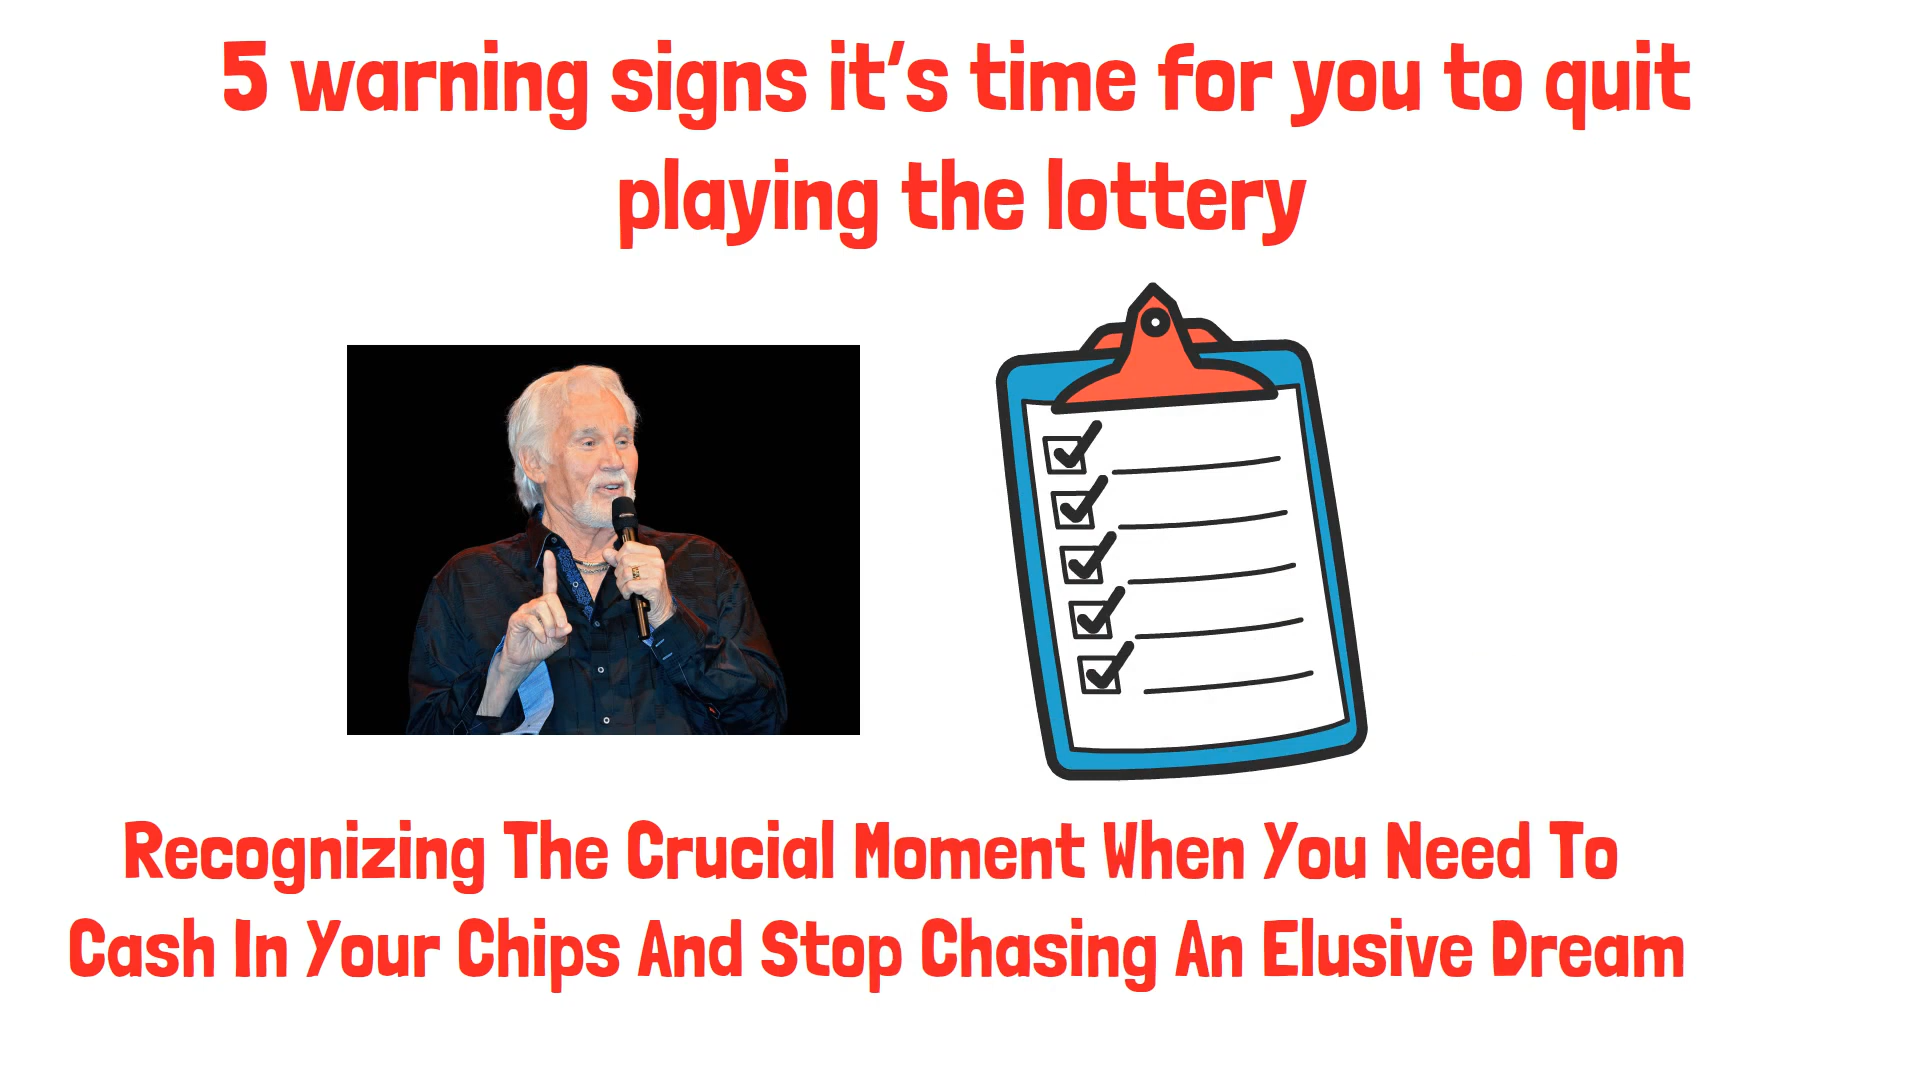 5 warning signs it's time for you to quit
playing the lottery
Recognizing The Crucial Moment When You Need To
Cash In Your Chips And Stop Chasing An Elusive Dream